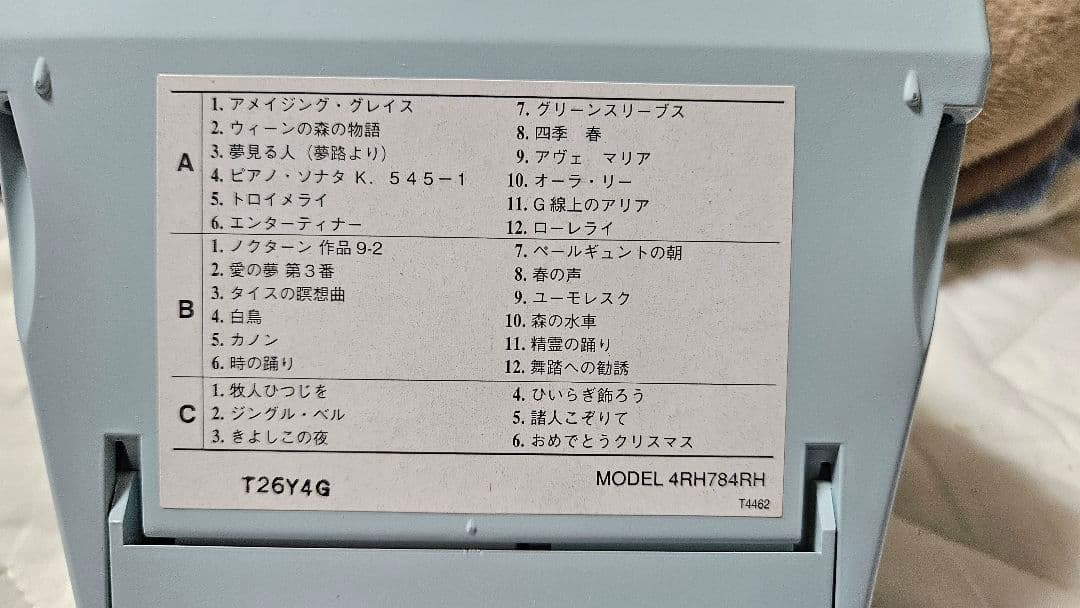 A
1. アメイジング・グレイス
2. ウィーンの森の物語
3. 夢見る人（夢路より）
4. ピアノ・ソナタ K. 545-1
5. トロイメライ
6. エンターティナー
7. グリーンスリーブス
8. 四季 春
9. アヴェ マリア
10. オーラ・リー
11. G線上のアリア
12. ローレライ
B
1. ノクターン 作品9-2
2. 愛の夢 第3番
3. タイスの瞑想曲
4. 白鳥
5. カノン
6. 時の踊り
7. ペールギュントの朝
8. 春の声
9. ユーモレスク
10. 森の水車
11. 精霊の踊り
12. 舞踏への勧誘
C
1. 牧人ひつじを
2. ジングル・ベル
3. きよしこの夜
4. ひいらぎ飾ろう
5. 諸人こぞりて
6. おめでとうクリスマス
T26Y4G
MODEL 4RH784RH
T4462